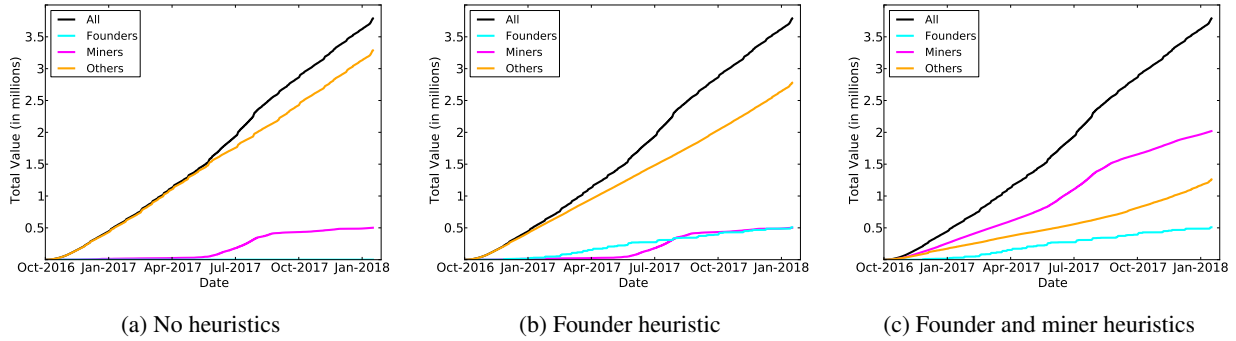 All
Founders
Miners
Others
Total Value (in millions)
3.5
3
2.5
2
1.5
1
0.5
Oct-2016 Jan-2017 Apr-2017 Jul-2017 Oct-2017 Jan-2018
Date
(a) No heuristics
All
Founders
Miners
Others
Total Value (in millions)
3.5
3
2.5
2
1.5
1
0.5
Oct-2016 Jan-2017 Apr-2017 Jul-2017 Oct-2017 Jan-2018
Date
(b) Founder heuristic
All
Founders
Miners
Others
Total Value (in millions)
3.5
3
2.5
2
1.5
1
0.5
Oct-2016 Jan-2017 Apr-2017 Jul-2017 Oct-2017 Jan-2018
Date
(c) Founder and miner heuristics